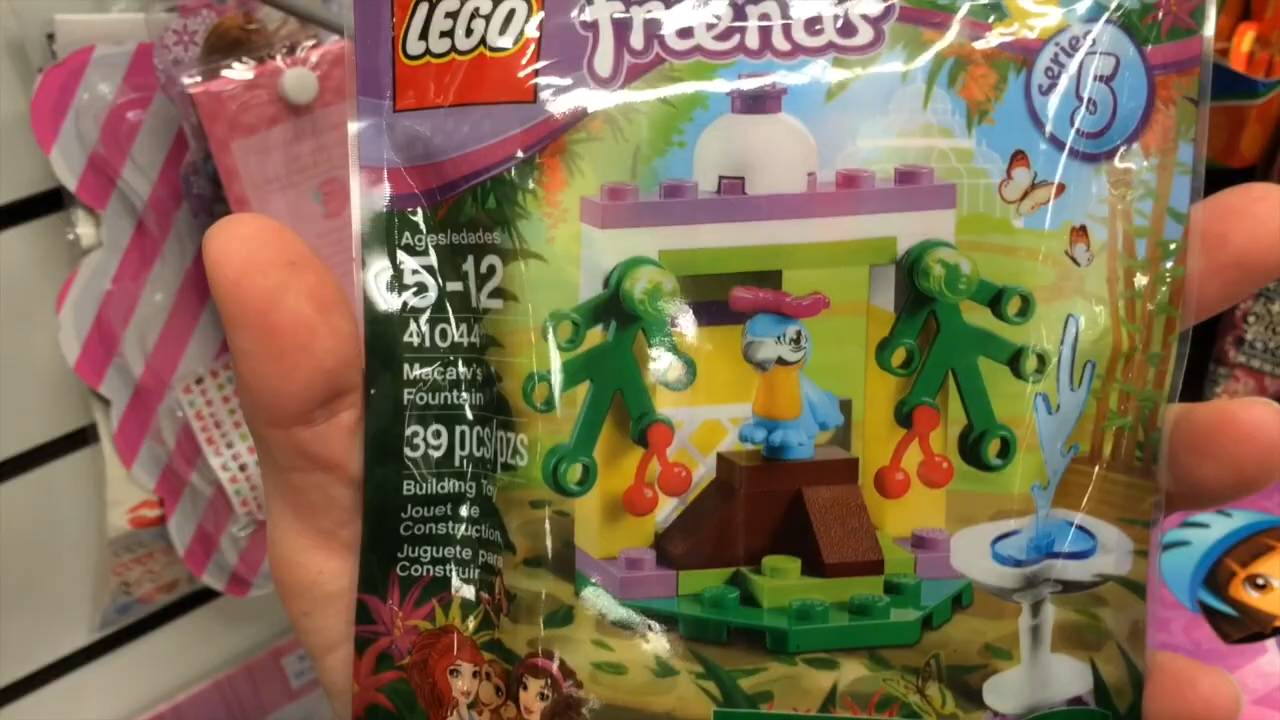 LEGO
friends
Series
5
Ages/edades
5-12
41044
Macaw's
Fountain
39 pcs/pzs
Building Toy
Jouet de
Construction
Juguete para
Construir